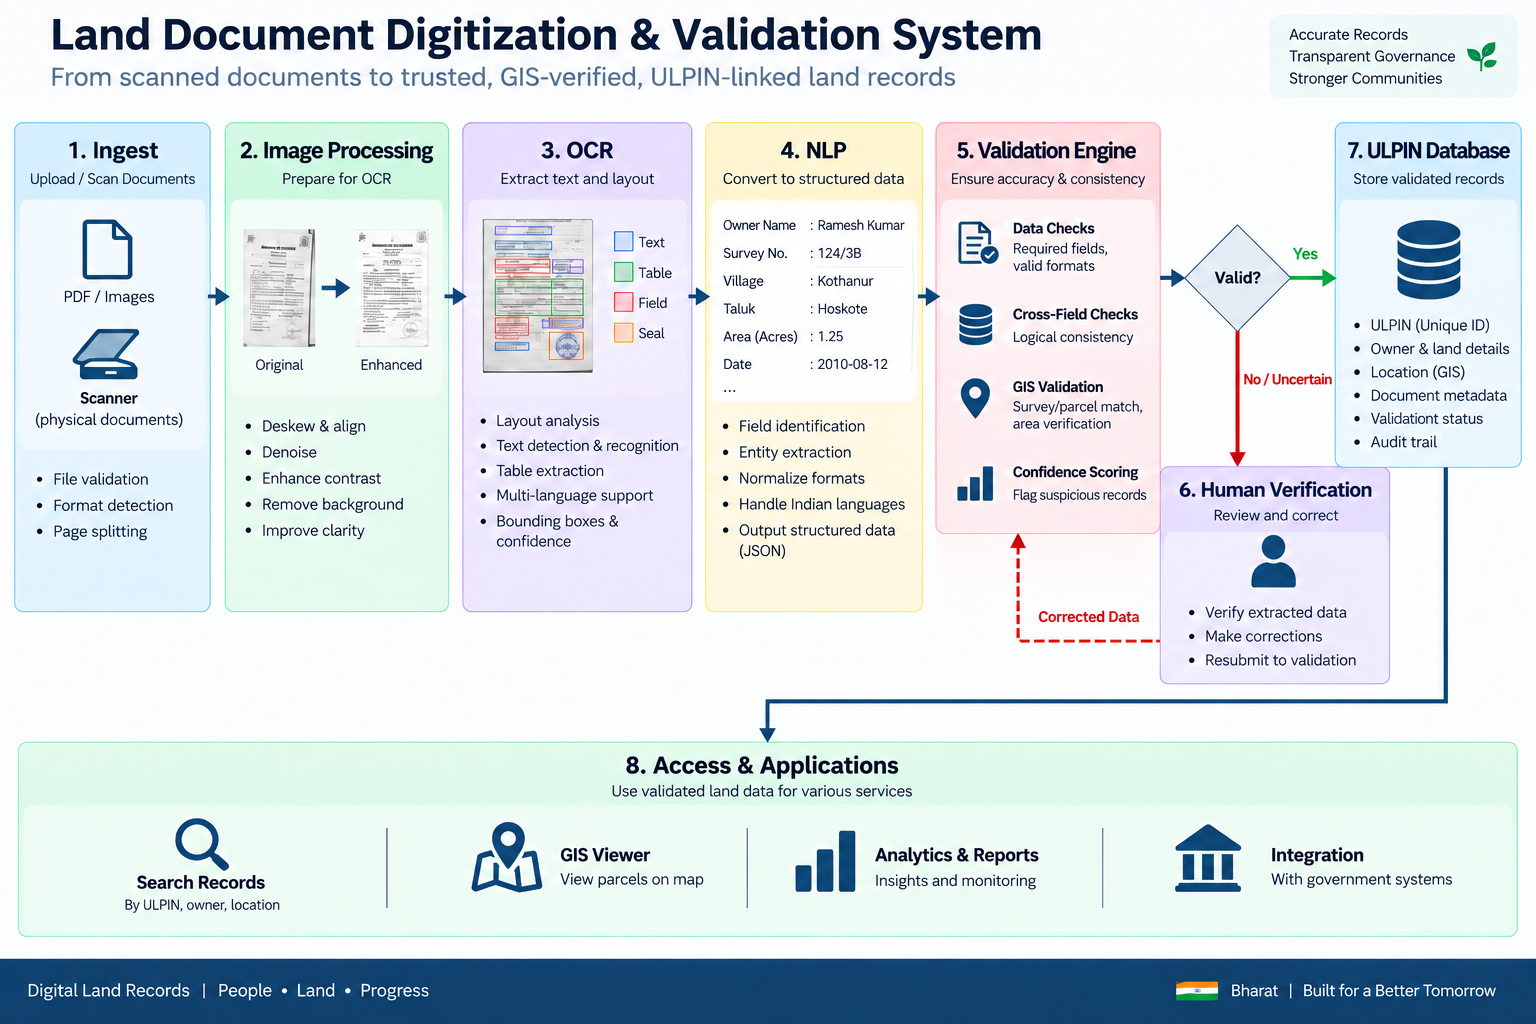 Land Document Digitization & Validation System
From scanned documents to trusted, GIS-verified, ULPIN-linked land records
Accurate Records
Transparent Governance
Stronger Communities
1. Ingest
Upload / Scan Documents
PDF / Images
Scanner
(physical documents)
• File validation
• Format detection
• Page splitting
2. Image Processing
Prepare for OCR
Original
Enhanced
• Deskew & align
• Denoise
• Enhance contrast
• Remove background
• Improve clarity
3. OCR
Extract text and layout
Text
Table
Field
Seal
• Layout analysis
• Text detection & recognition
• Table extraction
• Multi-language support
• Bounding boxes &
confidence
4. NLP
Convert to structured data
Owner Name : Ramesh Kumar
Survey No. : 124/3B
Village : Kothanur
Taluk : Hoskote
Area (Acres) : 1.25
Date : 2010-08-12
...
• Field identification
• Entity extraction
• Normalize formats
• Handle Indian languages
• Output structured data
(JSON)
5. Validation Engine
Ensure accuracy & consistency
Data Checks
Required fields,
valid formats
Cross-Field Checks
Logical consistency
GIS Validation
Survey/parcel match,
area verification
Confidence Scoring
Flag suspicious records
Valid?
Yes
No / Uncertain
Corrected Data
6. Human Verification
Review and correct
• Verify extracted data
• Make corrections
• Resubmit to validation
7. ULPIN Database
Store validated records
• ULPIN (Unique ID)
• Owner & land details
• Location (GIS)
• Document metadata
• Validationt status
• Audit trail
8. Access & Applications
Use validated land data for various services
Search Records
By ULPIN, owner, location
GIS Viewer
View parcels on map
Analytics & Reports
Insights and monitoring
Integration
With government systems
Digital Land Records | People • Land • Progress
Bharat | Built for a Better Tomorrow